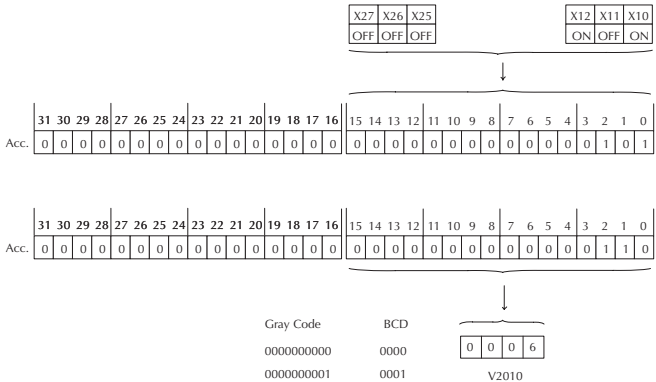 X27 X26 X25 X12 X11 X10
OFF OFF OFF ON OFF ON
31 30 29 28 27 26 25 24 23 22 21 20 19 18 17 16 15 14 13 12 11 10 9 8 7 6 5 4 3 2 1 0
Acc. 0 0 0 0 0 0 0 0 0 0 0 0 0 0 0 0 0 0 0 0 0 0 0 0 0 0 0 0 0 1 0 1
31 30 29 28 27 26 25 24 23 22 21 20 19 18 17 16 15 14 13 12 11 10 9 8 7 6 5 4 3 2 1 0
Acc. 0 0 0 0 0 0 0 0 0 0 0 0 0 0 0 0 0 0 0 0 0 0 0 0 0 0 0 0 0 1 1 0
Gray Code BCD
0000000000 0000 0 0 0 6
0000000001 0001 V2010